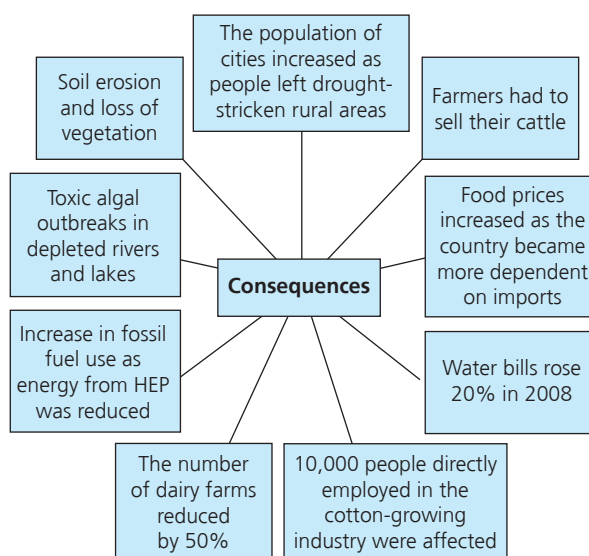 The population of
cities increased as
people left drought-
stricken rural areas
Soil erosion
and loss of
vegetation
Farmers had to
sell their cattle
Toxic algal
outbreaks in
depleted rivers
and lakes
Food prices
increased as the
country became
more dependent
on imports
Consequences
Increase in fossil
fuel use as
energy from HEP
was reduced
Water bills rose
20% in 2008
The number
of dairy farms
reduced
by 50%
10,000 people directly
employed in the
cotton-growing
industry were affected